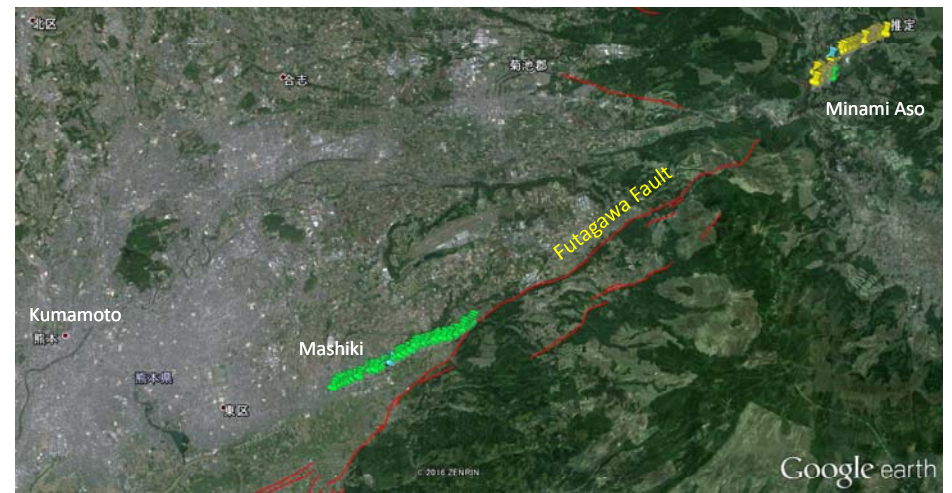 北区
推定
菊池郡
合志
Minami Aso
Futagawa Fault
Kumamoto
熊本
Mashiki
熊本県
東区
© 2016 ZENRIN
Google earth